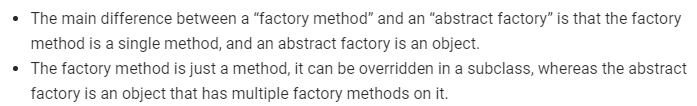 • The main difference between a “factory method” and an “abstract factory” is that the factory
method is a single method, and an abstract factory is an object.
• The factory method is just a method, it can be overridden in a subclass, whereas the abstract
factory is an object that has multiple factory methods on it.